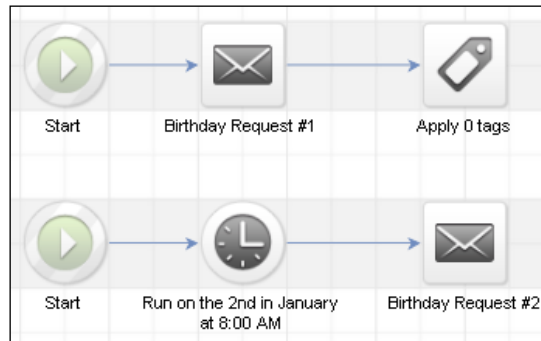 Start
Birthday Request #1
Apply 0 tags
Start
Run on the 2nd in January
at 8:00 AM
Birthday Request #2